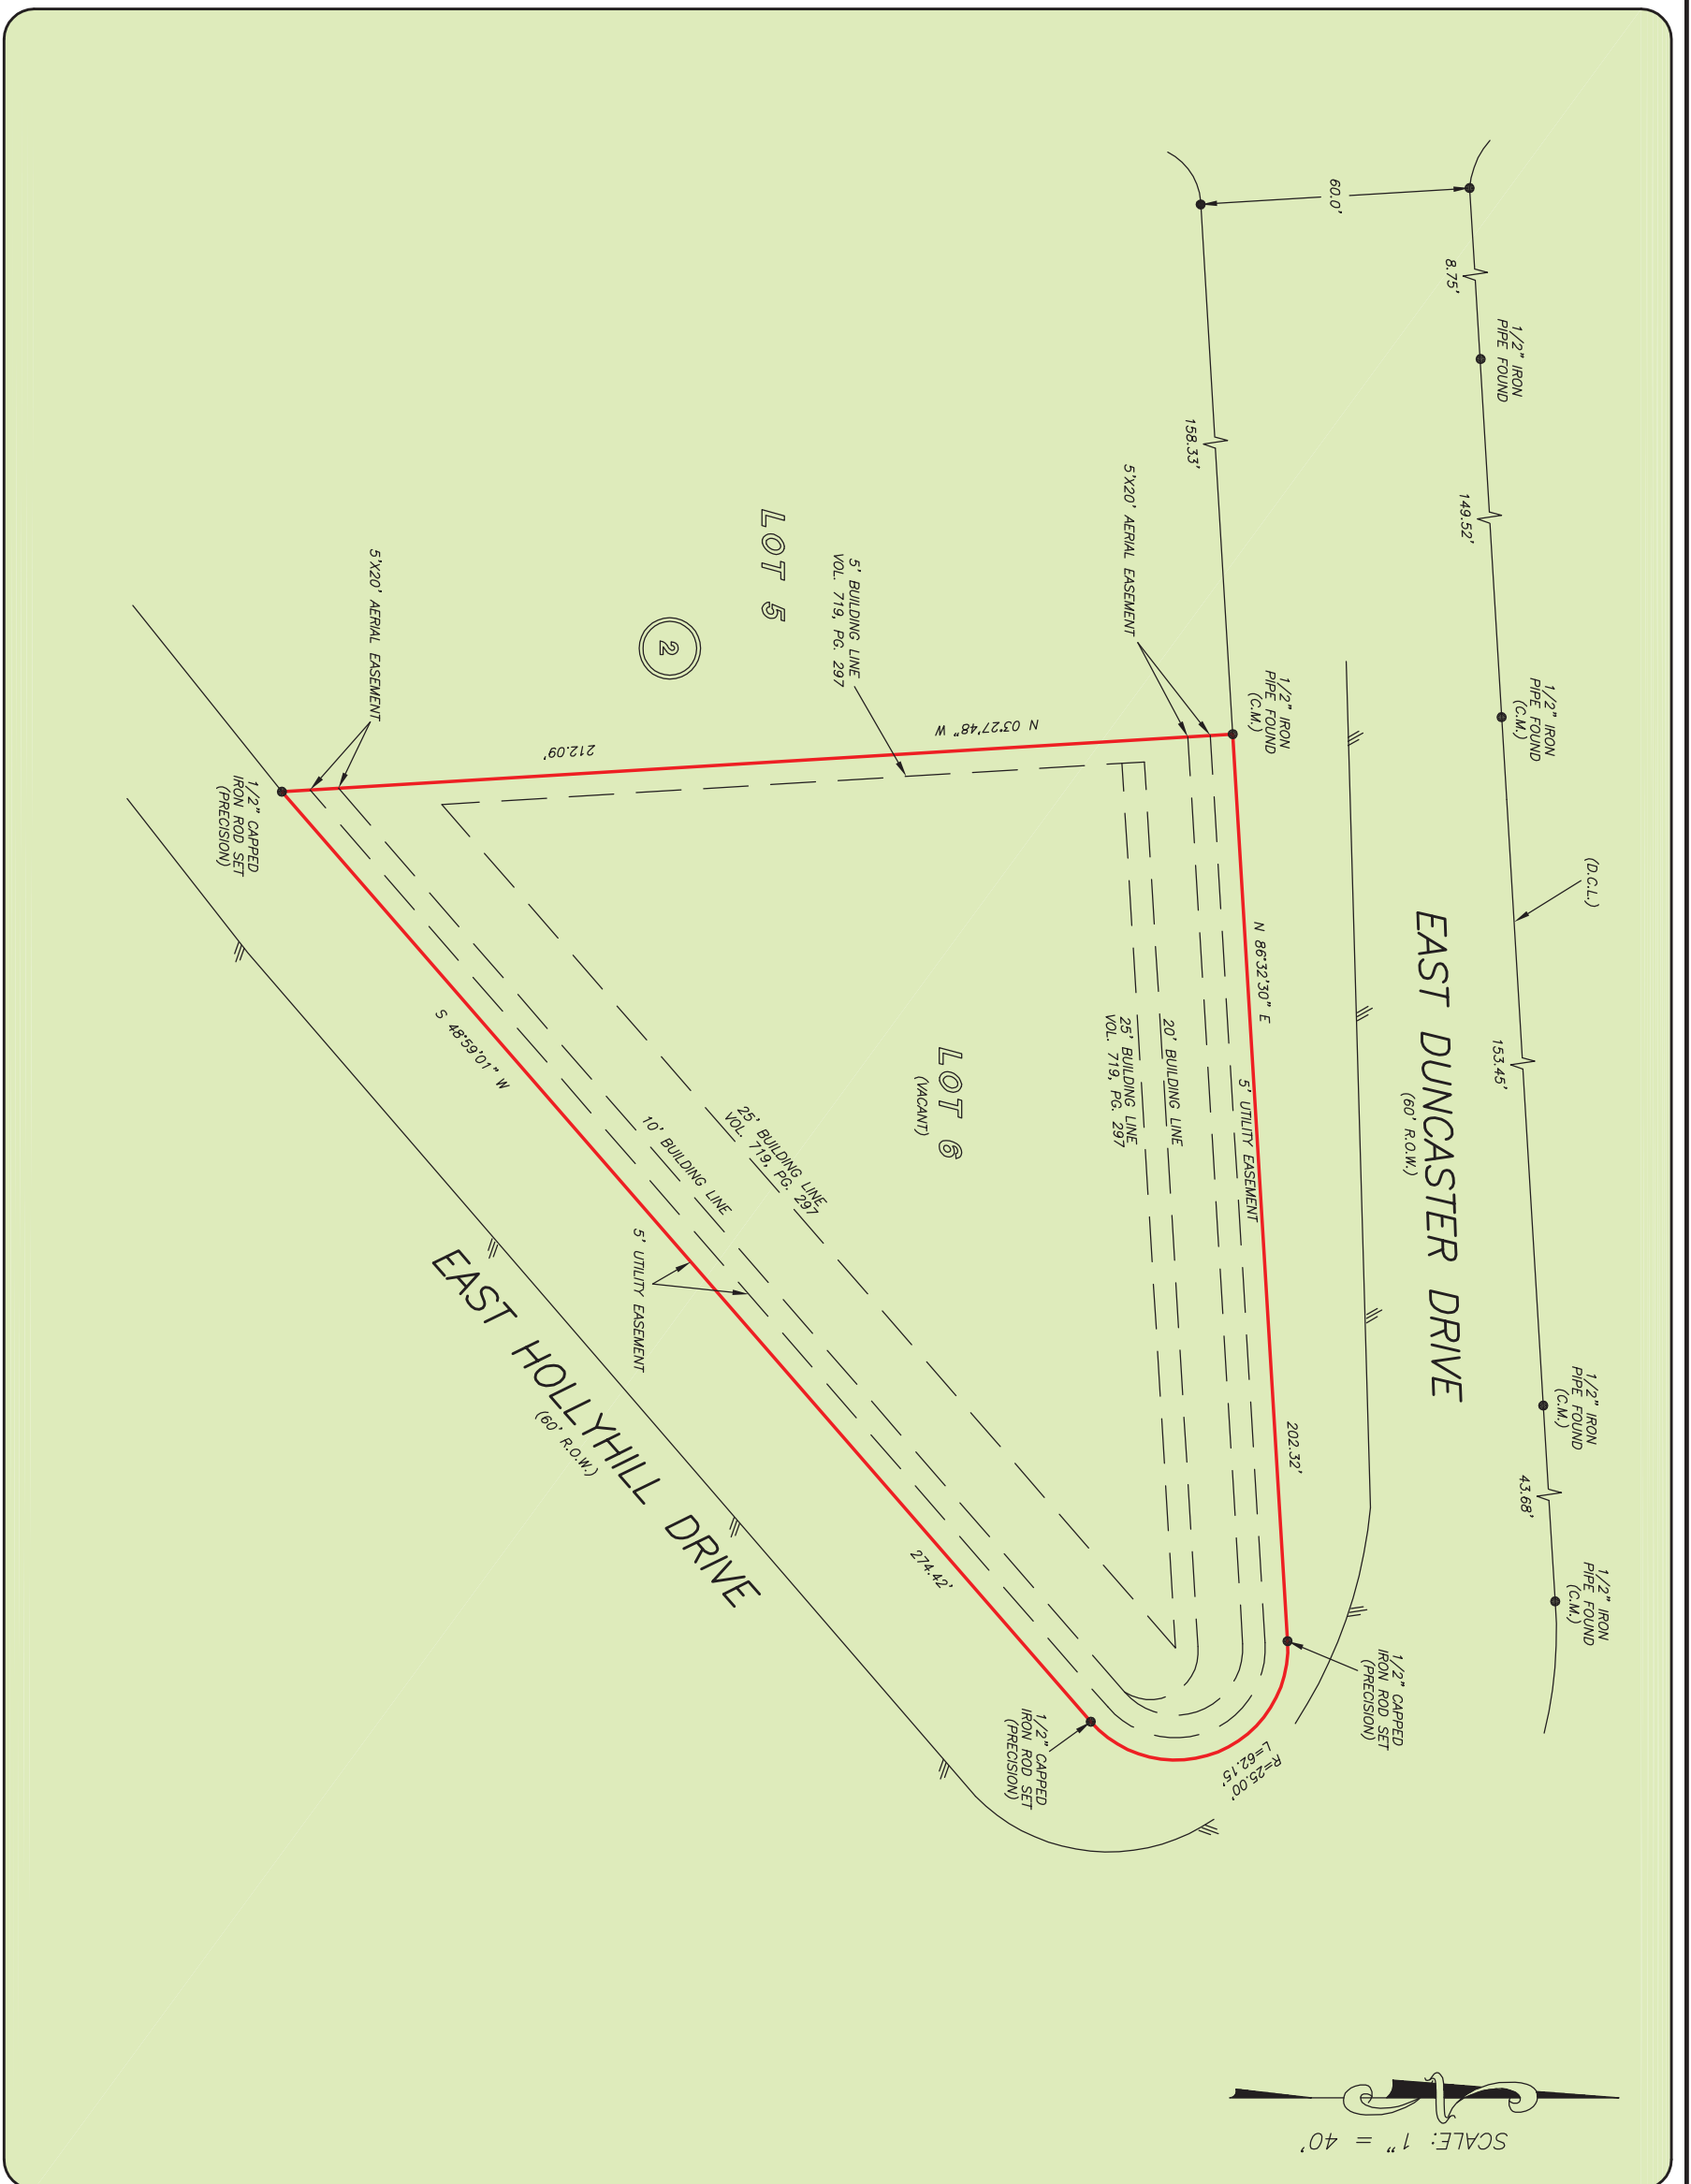 60.0'
8.75'
1/2" IRON
PIPE FOUND
149.52'
1/2" IRON
PIPE FOUND
(C.M.)
(D.C.L.)
153.45'
1/2" IRON
PIPE FOUND
(C.M.)
43.68'
1/2" IRON
PIPE FOUND
(C.M.)
EAST DUNCASTER DRIVE
(60' R.O.W.)
158.33'
1/2" IRON
PIPE FOUND
(C.M.)
N 86°32'30" E
202.32'
1/2" CAPPED
IRON ROD SET
(PRECISION)
5' UTILITY EASEMENT
20' BUILDING LINE
25' BUILDING LINE
VOL. 719, PG. 297
5'X20' AERIAL EASEMENT
R=25.00'
L=62.15'
1/2" CAPPED
IRON ROD SET
(PRECISION)
LOT 6
(VACANT)
5' BUILDING LINE
VOL. 719, PG. 297
N 03°27'48" W
212.09'
LOT 5
2
25' BUILDING LINE
VOL. 719, PG. 297
10' BUILDING LINE
5' UTILITY EASEMENT
274.42'
S 48°59'01" W
5'X20' AERIAL EASEMENT
1/2" CAPPED
IRON ROD SET
(PRECISION)
EAST HOLLYHILL DRIVE
(60' R.O.W.)
SCALE: 1" = 40'